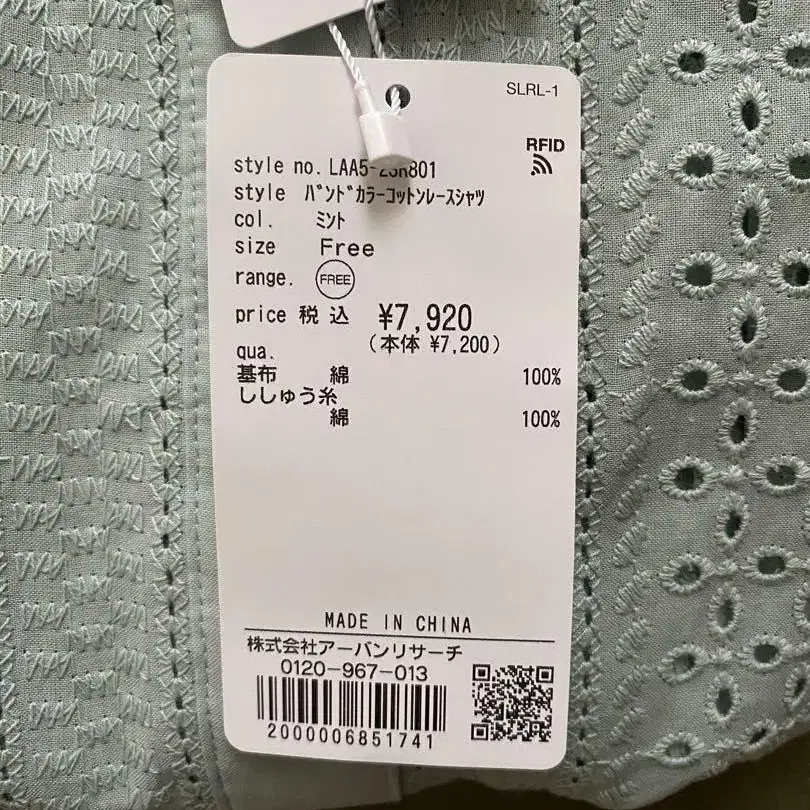 SLRL-1
RFID
style no. LAA5-
style バンドカラーコットンレースシャツ
col. ミント
size Free
range. FREE
price 税込 ¥7,920
(本体 ¥7,200)
qua.
基布 綿 100%
ししゅう糸
綿 100%
MADE IN CHINA
株式会社アーバンリサーチ
0120-967-013
2000006851741